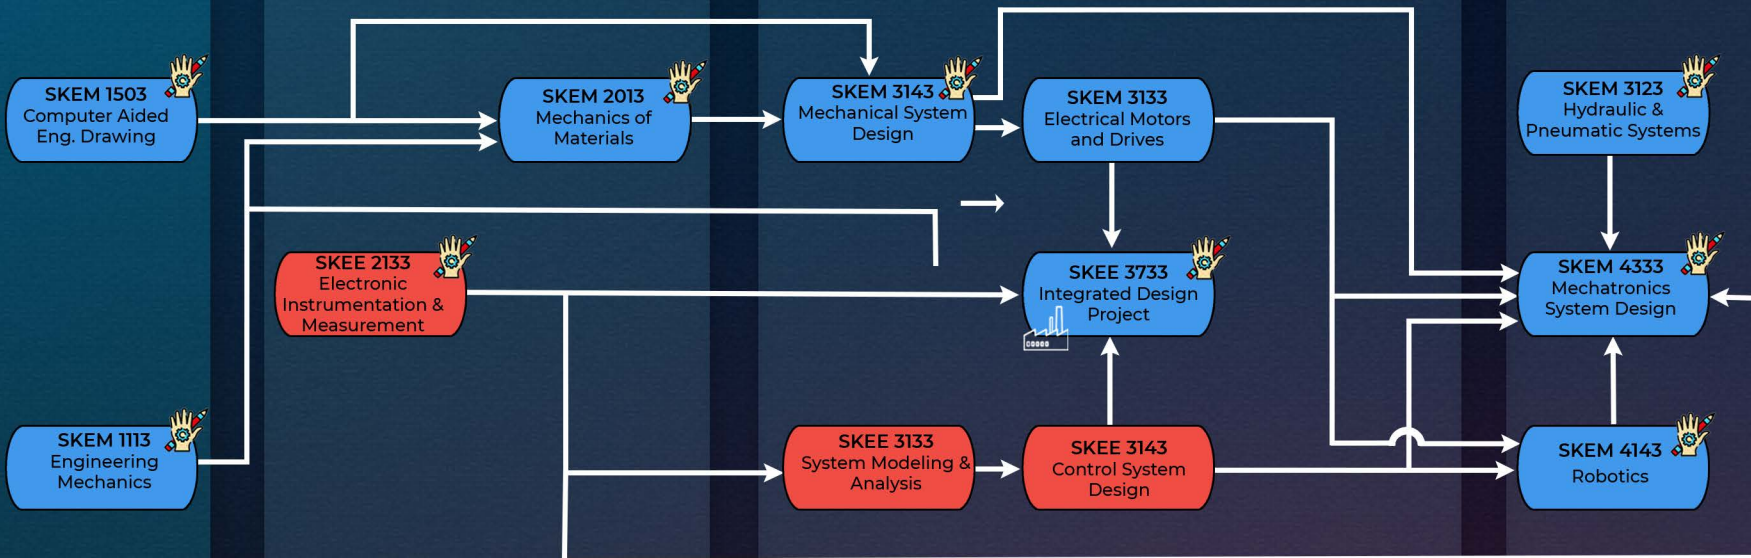 SKEM 1503
Computer Aided
Eng. Drawing
SKEM 2013
Mechanics of
Materials
SKEM 3143
Mechanical System
Design
SKEM 3133
Electrical Motors
and Drives
SKEM 3123
Hydraulic &
Pneumatic Systems
SKEE 2133
Electronic
Instrumentation &
Measurement
SKEE 3733
Integrated Design
Project
SKEM 4333
Mechatronics
System Design
SKEM 1113
Engineering
Mechanics
SKEE 3133
System Modeling &
Analysis
SKEE 3143
Control System
Design
SKEM 4143
Robotics